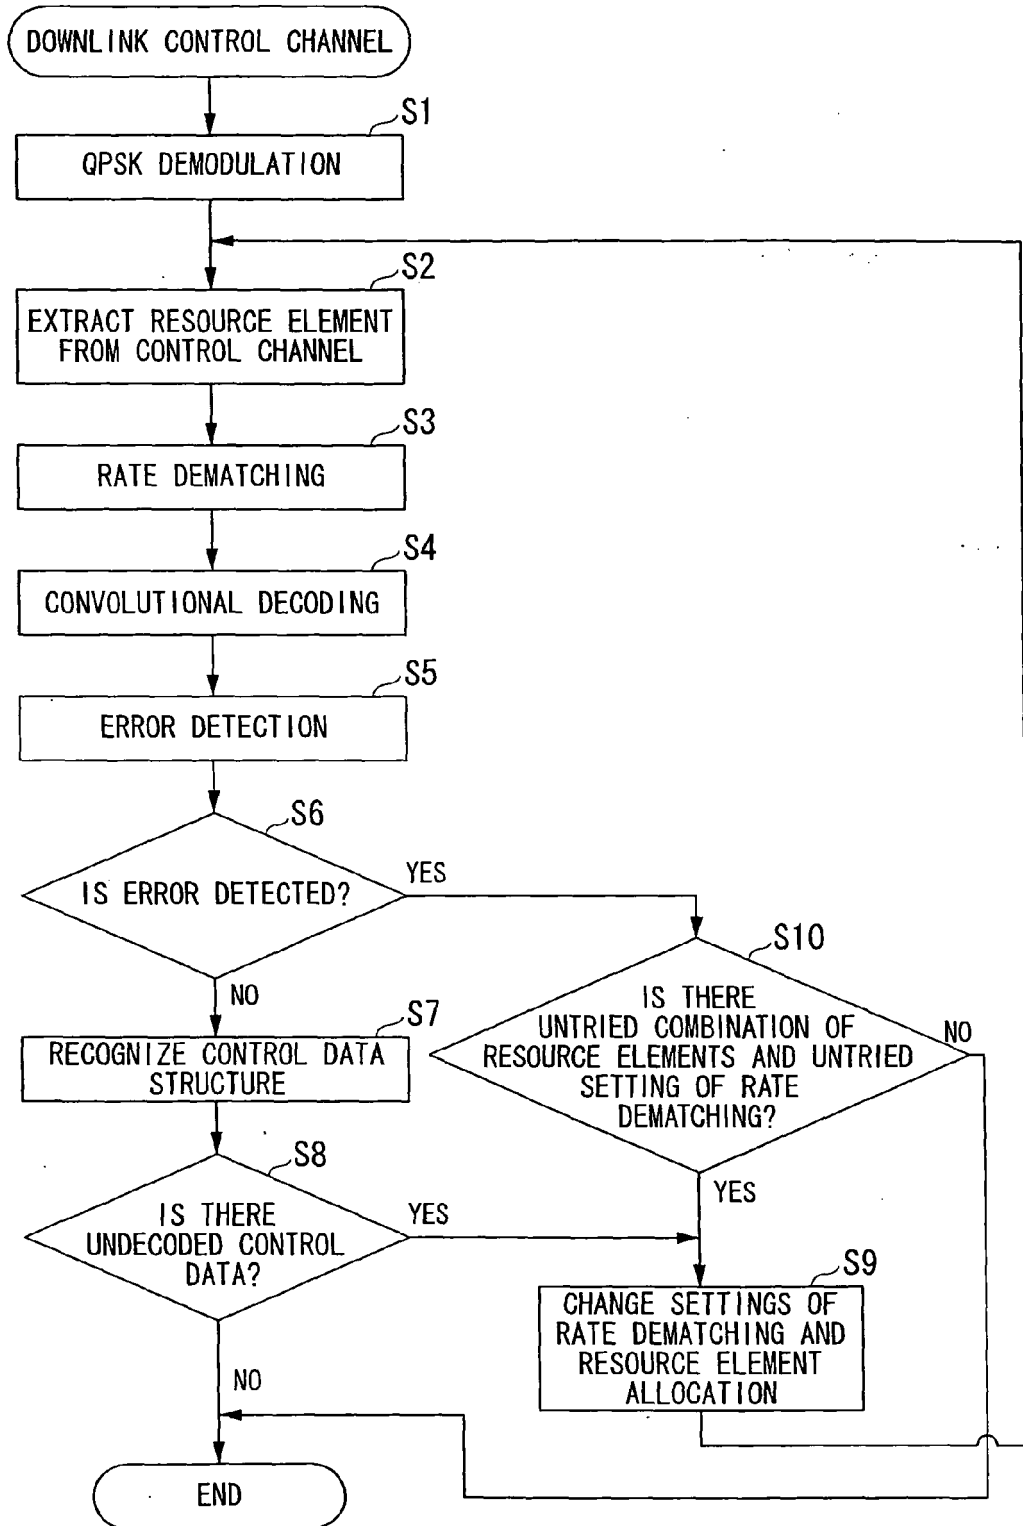 DOWNLINK CONTROL CHANNEL
S1
QPSK DEMODULATION
S2
EXTRACT RESOURCE ELEMENT
FROM CONTROL CHANNEL
S3
RATE DEMATCHING
S4
CONVOLUTIONAL DECODING
S5
ERROR DETECTION
S6
IS ERROR DETECTED?
YES
NO
S10
IS THERE
UNTRIED COMBINATION OF
RESOURCE ELEMENTS AND UNTRIED
SETTING OF RATE
DEMATCHING?
NO
YES
S7
RECOGNIZE CONTROL DATA
STRUCTURE
S8
IS THERE
UNDECODED CONTROL
DATA?
YES
NO
S9
CHANGE SETTINGS OF
RATE DEMATCHING AND
RESOURCE ELEMENT
ALLOCATION
END